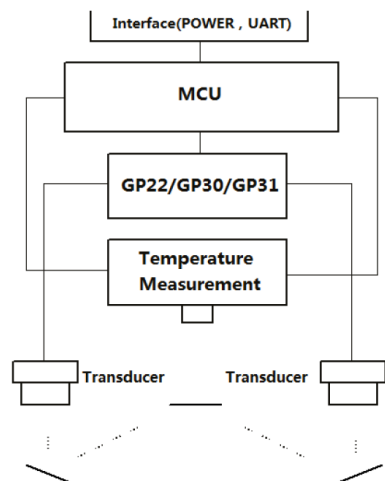 Interface(POWER , UART)
MCU
GP22/GP30/GP31
Temperature
Measurement
Transducer Transducer